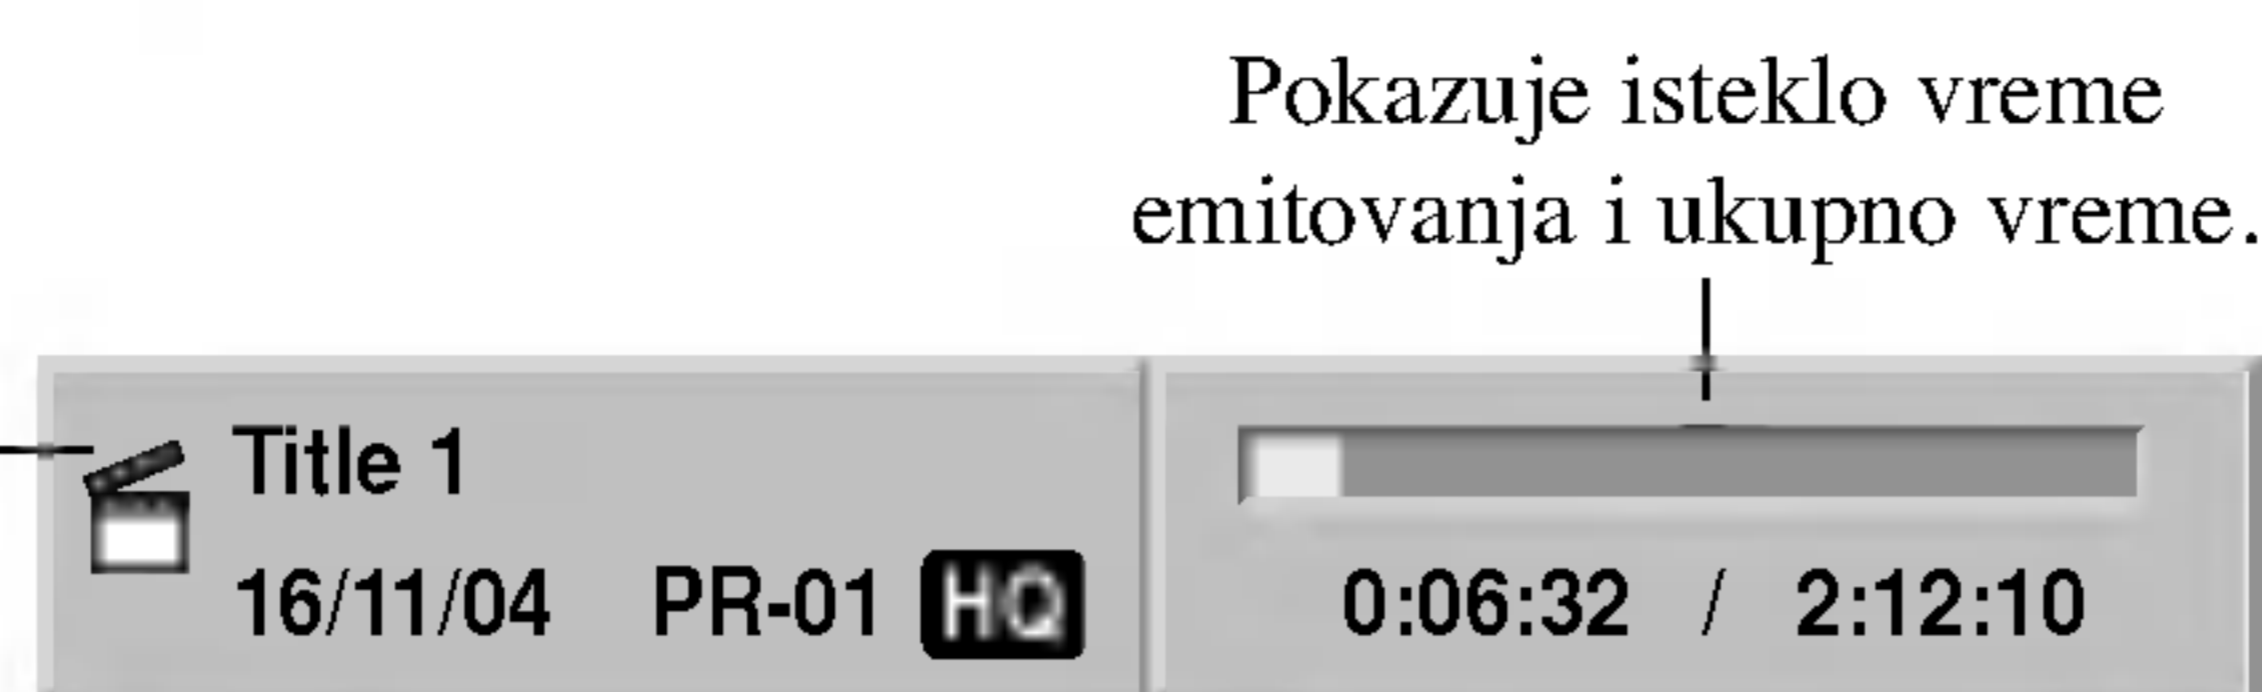 Pokazuje isteklo vreme
emitovanja i ukupno vreme.
Title 1
16/11/04 PR-01 HQ
0:06:32 / 2:12:10